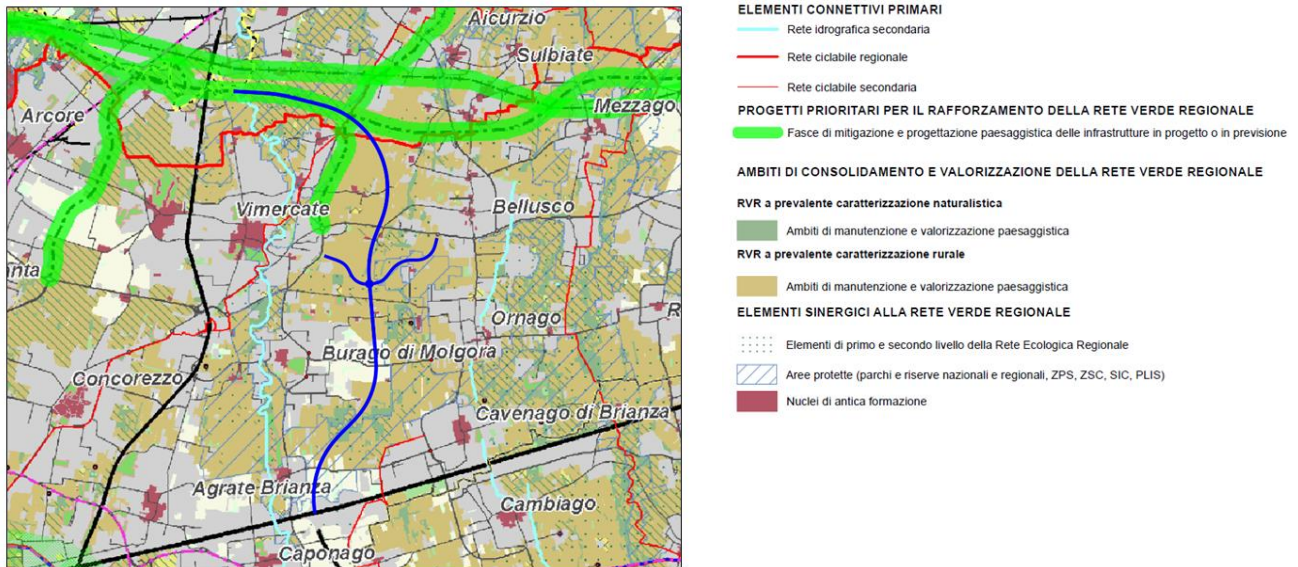 Aicurzio
Sulbiate
Mezzago
Arcore
Vimercate
Bellusco
nta
Ornago
R
Burago di Molgora
Concorezzo
Cavenago di Brianza
Agrate Brianza
Cambiago
Caponago
ELEMENTI CONNETTIVI PRIMARI
Rete idrografica secondaria
Rete ciclabile regionale
Rete ciclabile secondaria
PROGETTI PRIORITARI PER IL RAFFORZAMENTO DELLA RETE VERDE REGIONALE
Fasce di mitigazione e progettazione paesaggistica delle infrastrutture in progetto o in previsione
AMBITI DI CONSOLIDAMENTO E VALORIZZAZIONE DELLA RETE VERDE REGIONALE
RVR a prevalente caratterizzazione naturalistica
Ambiti di manutenzione e valorizzazione paesaggistica
RVR a prevalente caratterizzazione rurale
Ambiti di manutenzione e valorizzazione paesaggistica
ELEMENTI SINERGICI ALLA RETE VERDE REGIONALE
Elementi di primo e secondo livello della Rete Ecologica Regionale
Aree protette (parchi e riserve nazionali e regionali, ZPS, ZSC, SIC, PLIS)
Nuclei di antica formazione